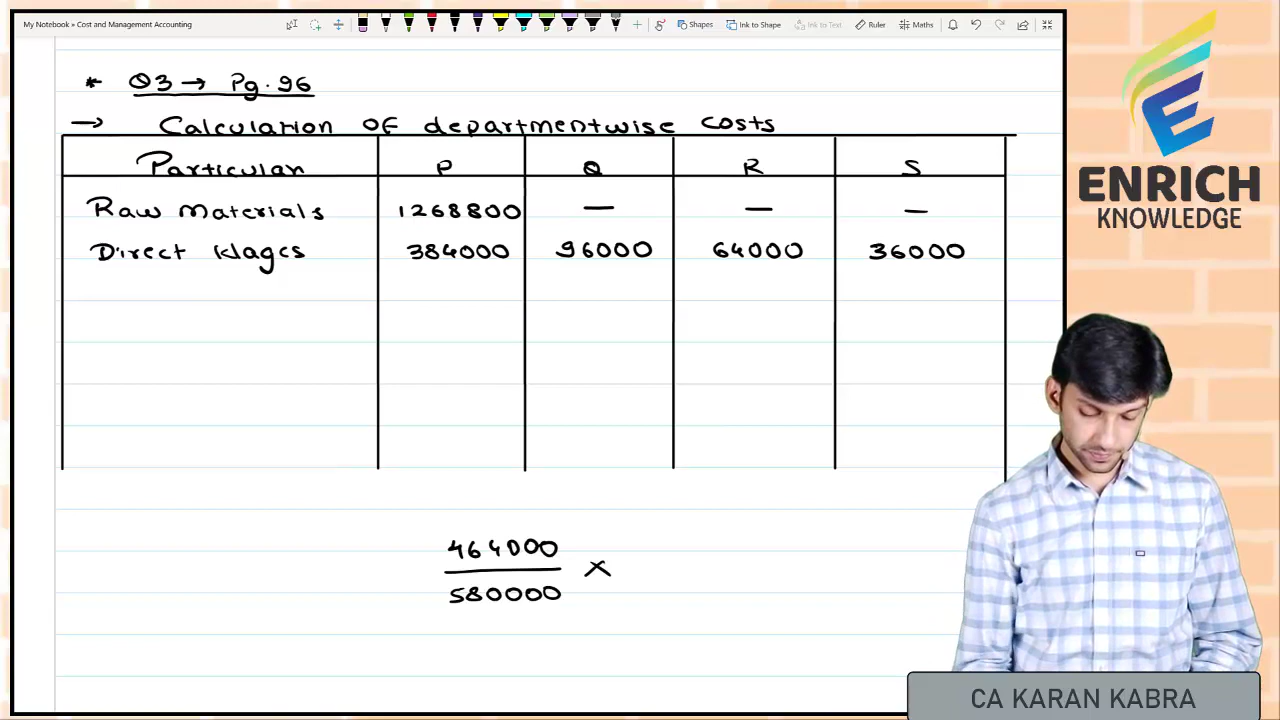 My Notebook » Cost and Management Accounting
Shapes Ink to Shape Ink to Text Ruler Maths
* Q3 → Pg. 96
→ Calculation of departmentwise costs
Particular P Q R S
Raw Materials 1268800 — — —
Direct Wages 384000 96000 64000 36000
464000
580000
×
ENRICH
KNOWLEDGE
CA KARAN KABRA